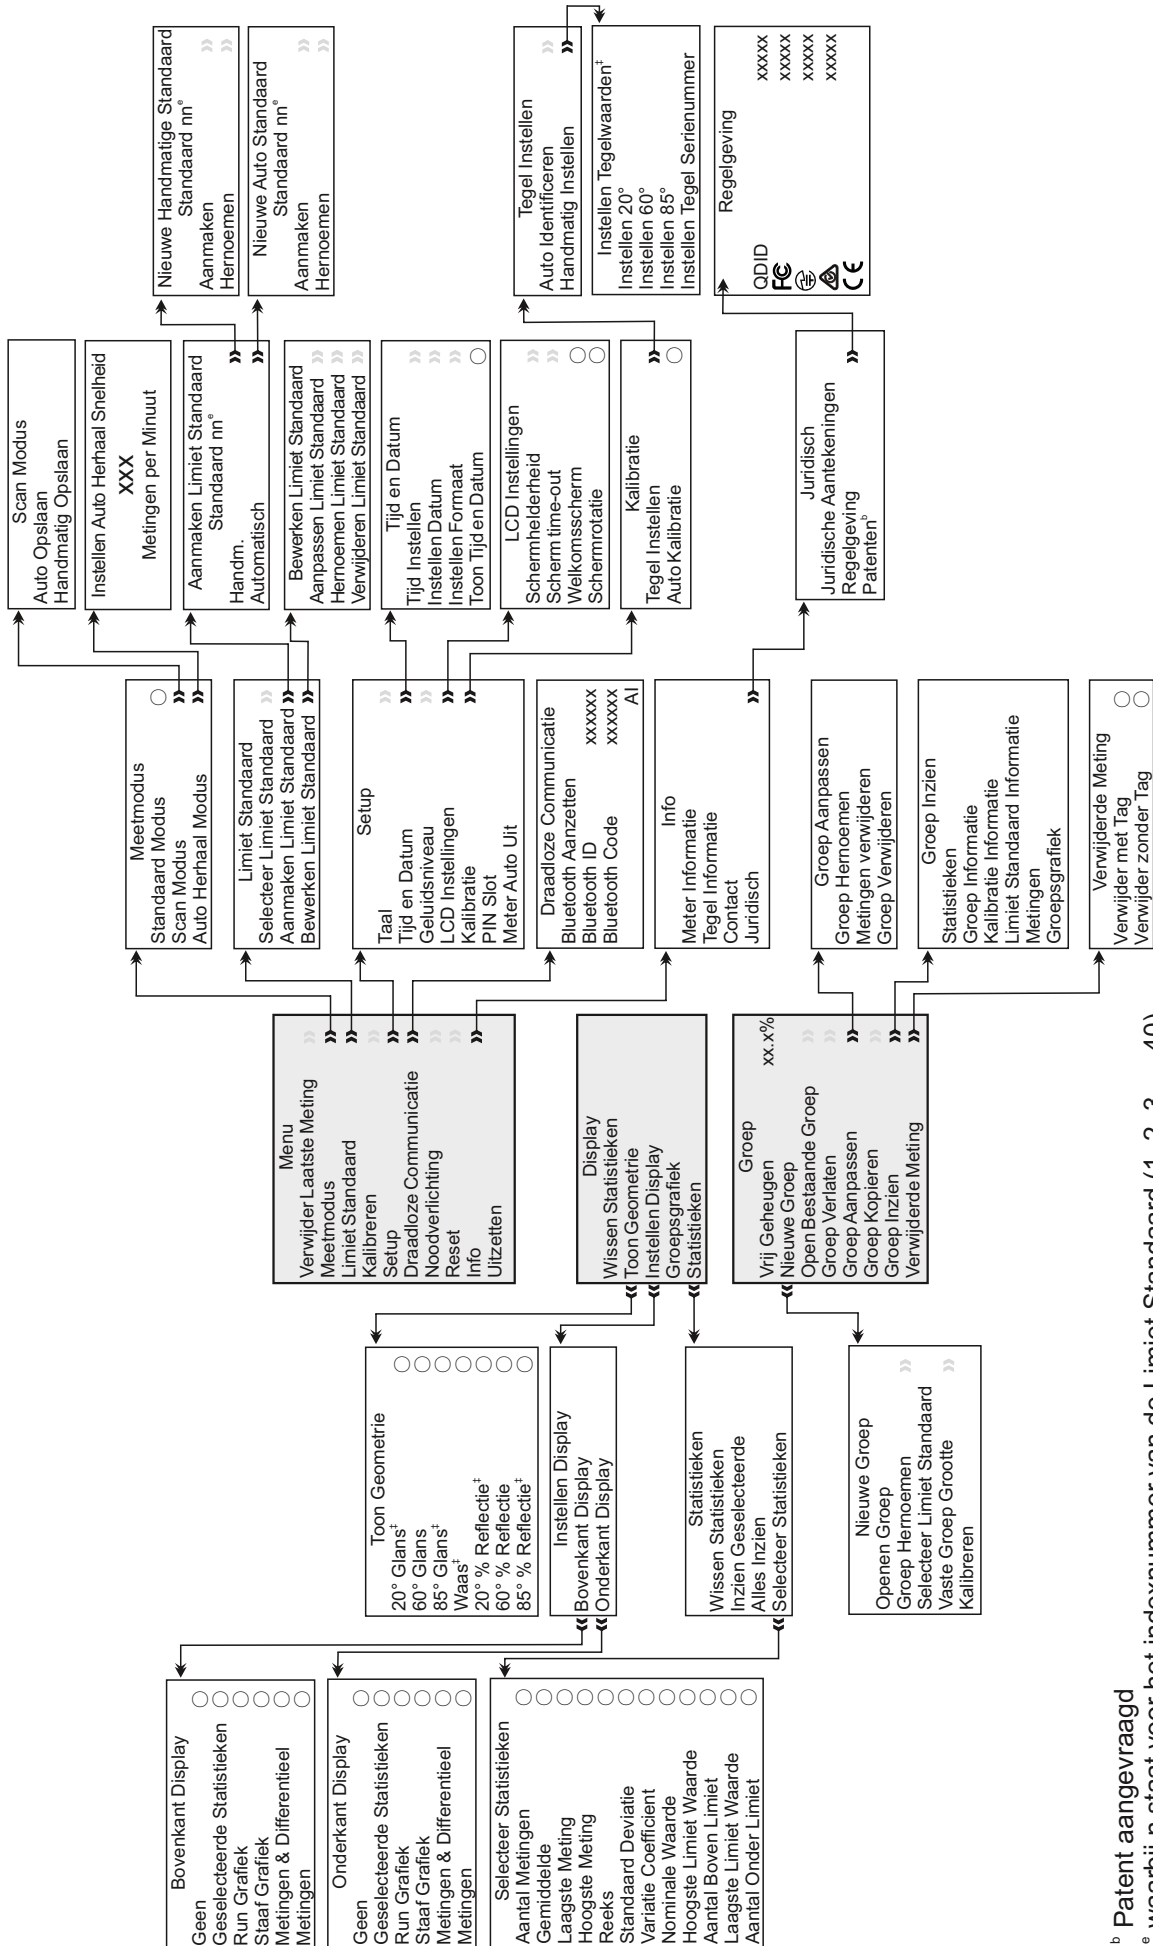 Bovenkant Display
Geen
Geselecteerde Statistieken
Run Grafiek
Staaf Grafiek
Metingen & Differentieel
Metingen
Onderkant Display
Geen
Geselecteerde Statistieken
Run Grafiek
Staaf Grafiek
Metingen & Differentieel
Metingen
Selecteer Statistieken
Aantal Metingen
Gemiddelde
Laagste Meting
Hoogste Meting
Reeks
Standaard Deviatie
Variatie Coefficient
Nominale Waarde
Hoogste Limiet Waarde
Aantal Boven Limiet
Laagste Limiet Waarde
Aantal Onder Limiet
Toon Geometrie
20° Glans‡
60° Glans
85° Glans‡
Waas‡
20° % Reflectie‡
60° % Reflectie
85° % Reflectie‡
Instellen Display
Bovenkant Display
Onderkant Display
Statistieken
Wissen Statistieken
Inzien Geselecteerde
Alles Inzien
Selecteer Statistieken
Nieuwe Groep
Openen Groep
Groep Hernoemen
Selecteer Limiet Standaard
Vaste Groep Grootte
Kalibreren
Menu
Verwijder Laatste Meting
Meetmodus
Limiet Standaard
Kalibreren
Setup
Draadloze Communicatie
Noodverlichting
Reset
Info
Uitzetten
Display
Wissen Statistieken
Toon Geometrie
Instellen Display
Groepsgrafiek
Statistieken
Groep
Vrij Geheugen xx.x%
Nieuwe Groep
Open Bestaande Groep
Groep Verlaten
Groep Aanpassen
Groep Kopieren
Groep Inzien
Verwijderde Meting
Meetmodus
Standaard Modus
Scan Modus
Auto Herhaal Modus
Limiet Standaard
Selecteer Limiet Standaard
Aanmaken Limiet Standaard
Bewerken Limiet Standaard
Setup
Taal
Tijd en Datum
Geluidsniveau
LCD Instellingen
Kalibratie
PIN Slot
Meter Auto Uit
Draadloze Communicatie
Bluetooth Aanzetten
Bluetooth ID xxxxxx
Bluetooth Code xxxxxx
AI
Info
Meter Informatie
Tegel Informatie
Contact
Juridisch
Groep Aanpassen
Groep Hernoemen
Metingen verwijderen
Groep Verwijderen
Groep Inzien
Statistieken
Groep Informatie
Kalibratie Informatie
Limiet Standaard Informatie
Metingen
Groepsgrafiek
Verwijderde Meting
Verwijder met Tag
Verwijder zonder Tag
Scan Modus
Auto Opslaan
Handmatig Opslaan
Instellen Auto Herhaal Snelheid
XXX
Metingen per Minuut
Aanmaken Limiet Standaard
Standaard nnᵉ
Handm.
Automatisch
Bewerken Limiet Standaard
Aanpassen Limiet Standaard
Hernoemen Limiet Standaard
Verwijderen Limiet Standaard
Tijd en Datum
Tijd Instellen
Instellen Datum
Instellen Formaat
Toon Tijd en Datum
LCD Instellingen
Schermhelderheid
Scherm time-out
Welkomsscherm
Schermrotatie
Kalibratie
Tegel Instellen
Auto Kalibratie
Juridisch
Juridische Aantekeningen
Regelgeving
Patentenᵇ
Nieuwe Handmatige Standaard
Standaard nnᵉ
Aanmaken
Hernoemen
Nieuwe Auto Standaard
Standaard nnᵉ
Aanmaken
Hernoemen
Tegel Instellen
Auto Identificeren
Handmatig Instellen
Instellen Tegelwaarden‡
Instellen 20°
Instellen 60°
Instellen 85°
Instellen Tegel Serienummer
Regelgeving
QDID xxxxx
FC xxxxx
xxxxx
CE xxxxx
ᵇ Patent aangevraagd
ᵉ waarbij n staat voor het indexnummer van de Limiet Standaard (1, 2, 3 ... 40)